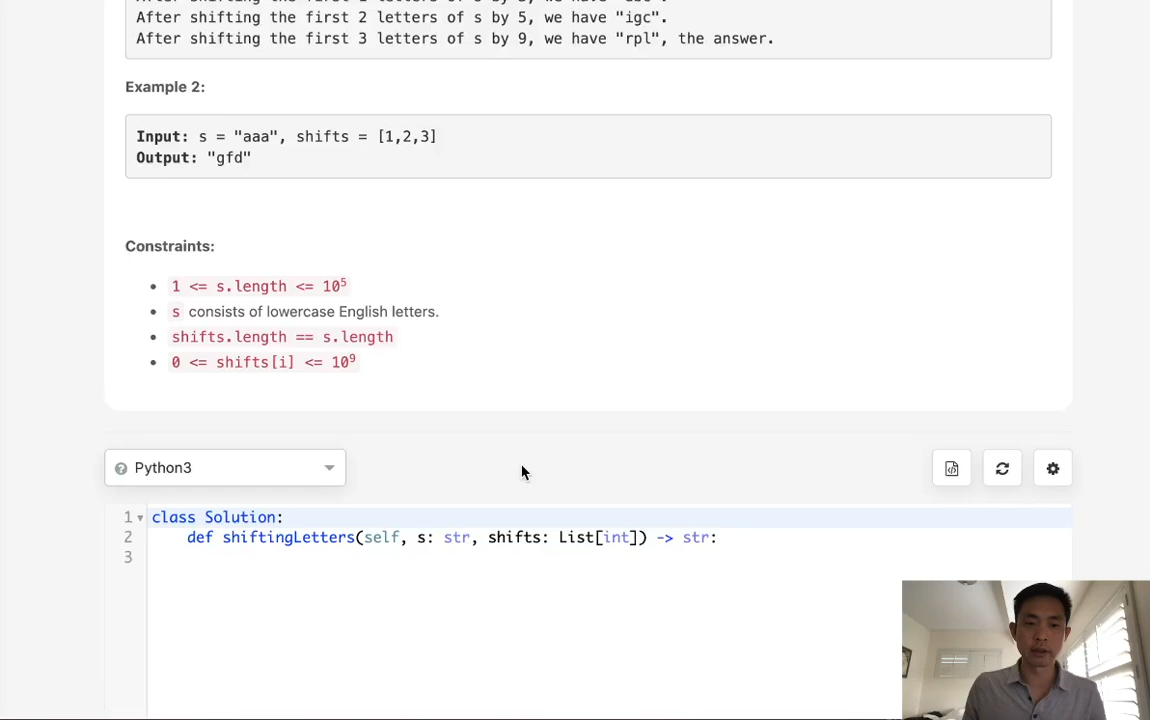 After shifting the first 2 letters of s by 5, we have "igc".
After shifting the first 3 letters of s by 9, we have "rpl", the answer.
Example 2:
Input: s = "aaa", shifts = [1,2,3]
Output: "gfd"
Constraints:
1 <= s.length <= 10⁵
s consists of lowercase English letters.
shifts.length == s.length
0 <= shifts[i] <= 10⁹
Python3
1 class Solution:
2 def shiftingLetters(self, s: str, shifts: List[int]) -> str:
3